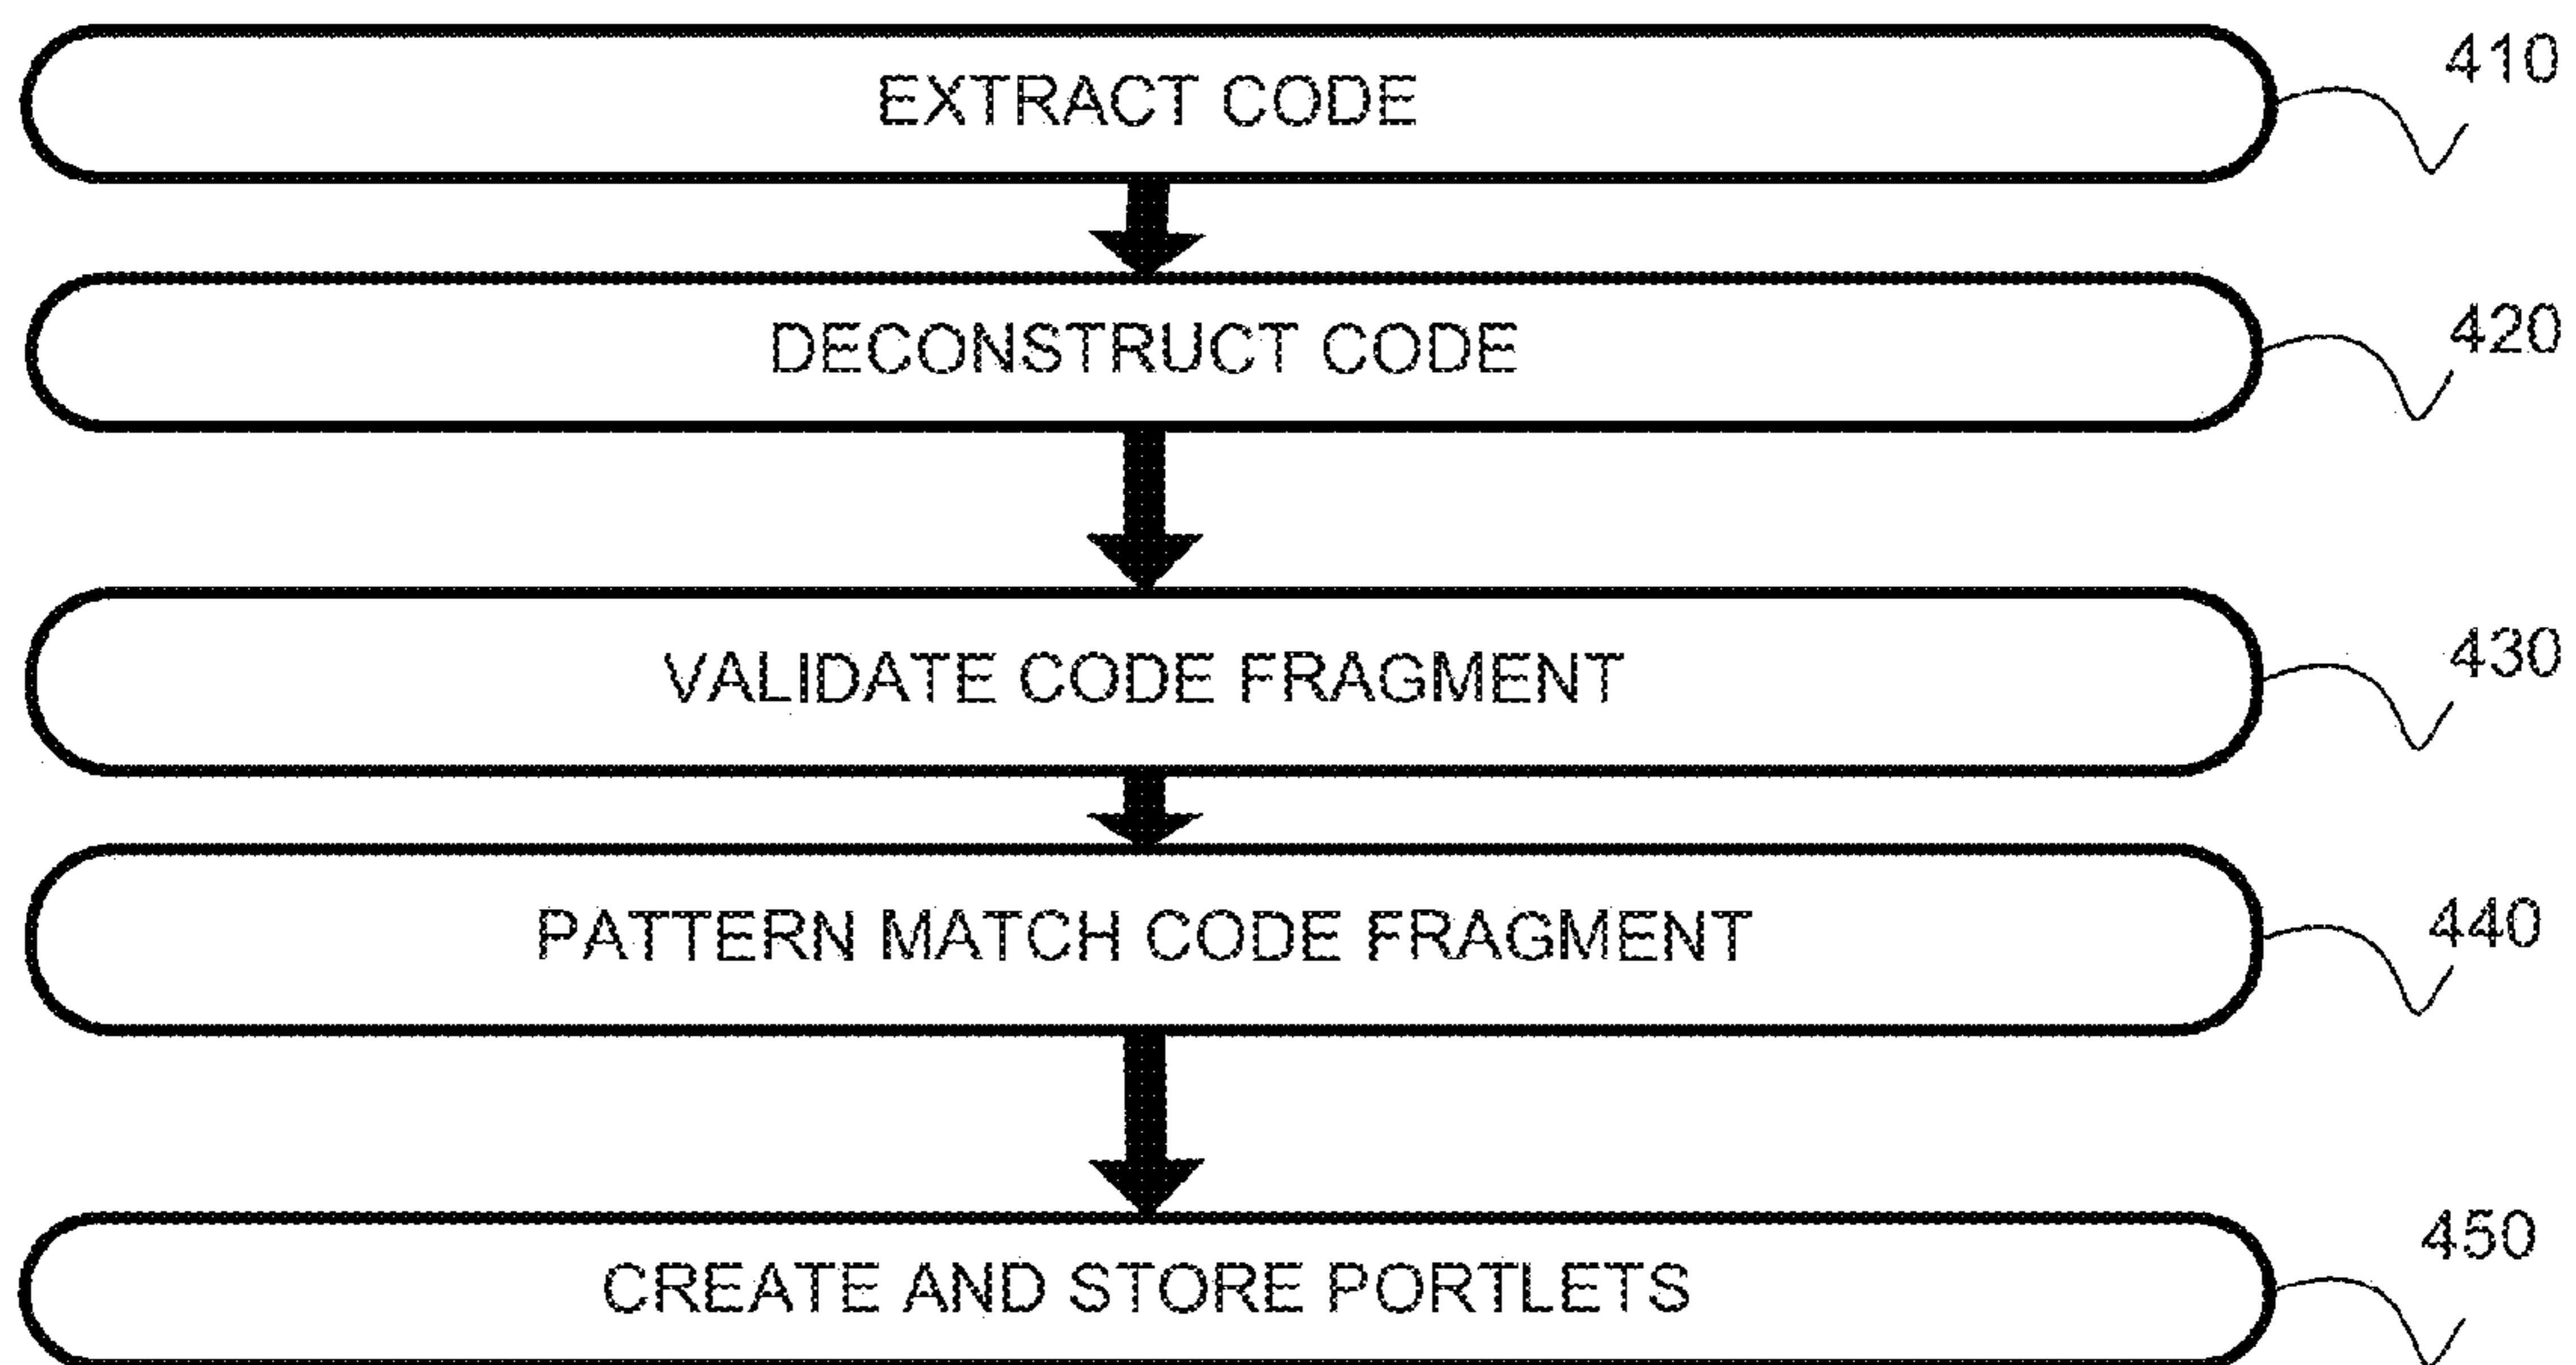 EXTRACT CODE
410
DECONSTRUCT CODE
420
VALIDATE CODE FRAGMENT
430
PATTERN MATCH CODE FRAGMENT
440
CREATE AND STORE PORTLETS
450